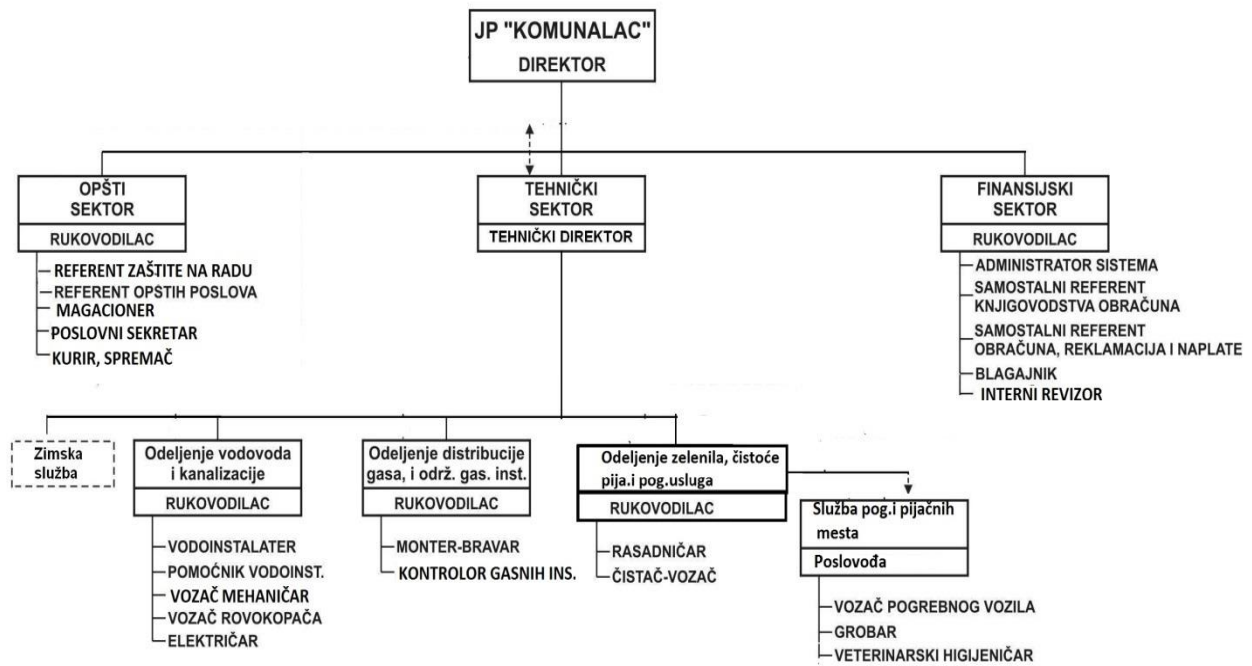 JP "KOMUNALAC"
DIREKTOR
OPŠTI
SEKTOR
RUKOVODILAC
REFERENT ZAŠTITE NA RADU
REFERENT OPŠTIH POSLOVA
MAGACIONER
POSLOVNI SEKRETAR
KURIR, SPREMAČ
TEHNIČKI
SEKTOR
TEHNIČKI DIREKTOR
FINANSIJSKI
SEKTOR
RUKOVODILAC
ADMINISTRATOR SISTEMA
SAMOSTALNI REFERENT
KNJIGOVODSTVA OBRAČUNA
SAMOSTALNI REFERENT
OBRAČUNA, REKLAMACIJA I NAPLATE
BLAGAJNIK
INTERNI REVIZOR
Zimska
služba
Odeljenje vodovoda
i kanalizacije
RUKOVODILAC
VODOINSTALATER
POMOĆNIK VODOINST.
VOZAČ MEHANIČAR
VOZAČ ROVOKOPAČA
ELEKTRIČAR
Odeljenje distribucije
gasa, i održ. gas. inst.
RUKOVODILAC
MONTER-BRAVAR
KONTROLOR GASNIH INS.
Odeljenje zelenila, čistoće
pija.i pog.usluga
RUKOVODILAC
RASADNIČAR
ČISTAČ-VOZAČ
Služba pog.i pijačnih
mesta
Poslovođa
VOZAČ POGREBNOG VOZILA
GROBAR
VETERINARSKI HIGIJENIČAR